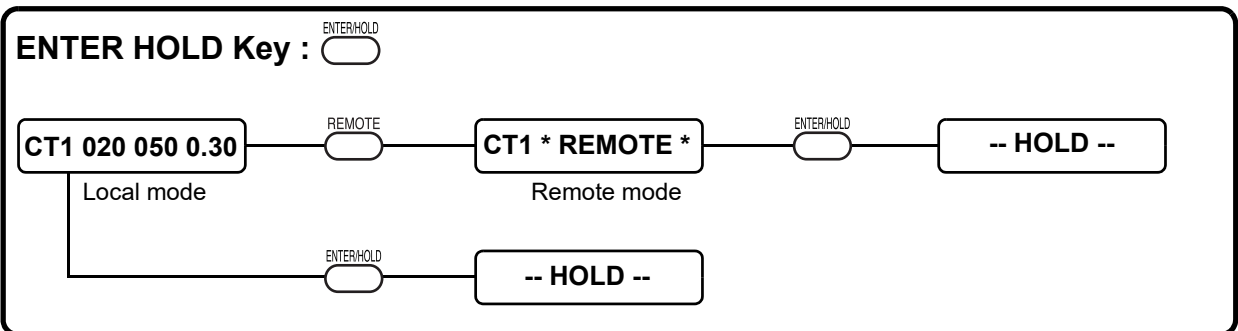 ENTER/HOLD
ENTER HOLD Key :
REMOTE
ENTER/HOLD
CT1 020 050 0.30
CT1 * REMOTE *
-- HOLD --
Local mode
Remote mode
ENTER/HOLD
-- HOLD --